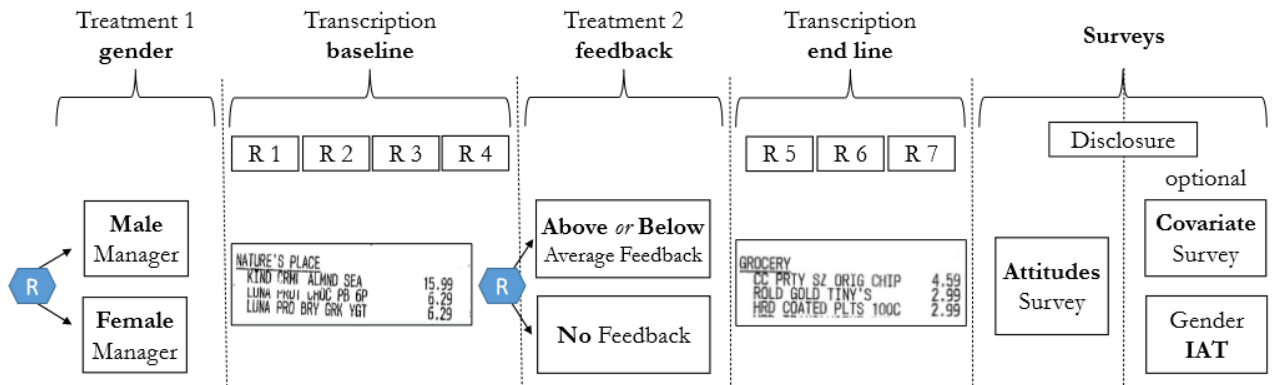 Treatment 1
gender
Transcription
baseline
Treatment 2
feedback
Transcription
end line
Surveys
R 1
R 2
R 3
R 4
R 5
R 6
R 7
Disclosure
optional
R
Male
Manager
Female
Manager
NATURE'S PLACE
KIND CRML ALMND SEA 15.99
LUNA PROT CHOC PB 6P 6.29
LUNA PRO BRY GRK YGT 6.29
R
Above or Below
Average Feedback
No Feedback
GROCERY
CC PRTY SZ ORIG CHIP 4.59
ROLD GOLD TINY'S 2.99
HRD COATED PLTS 100C 2.99
Attitudes
Survey
Covariate
Survey
Gender
IAT